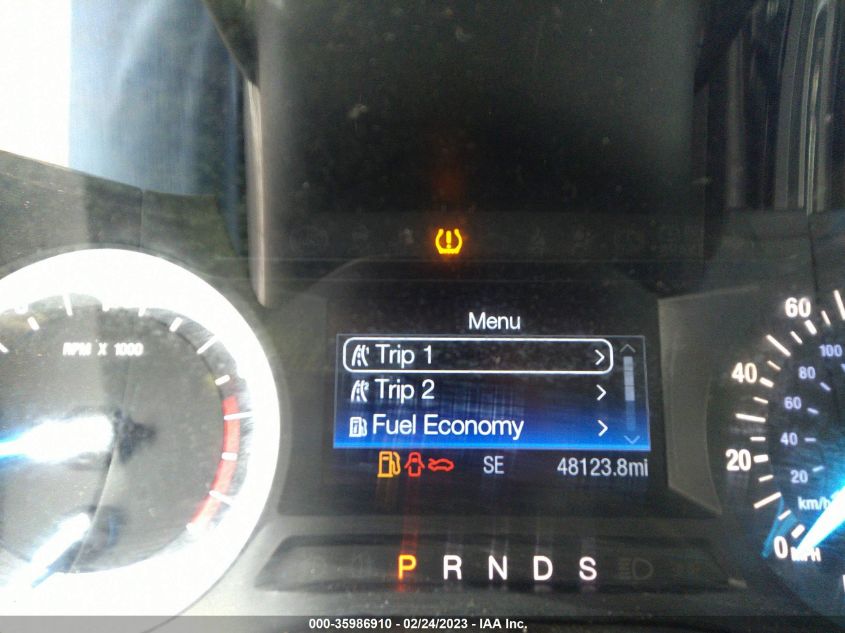 Menu
Trip 1
Trip 2
Fuel Economy
SE 48123.8mi
P R N D S
RPM X 1000
60
40
20
0 MPH
100
80
60
40
20
km/h
000-35986910 - 02/24/2023 - IAA Inc.